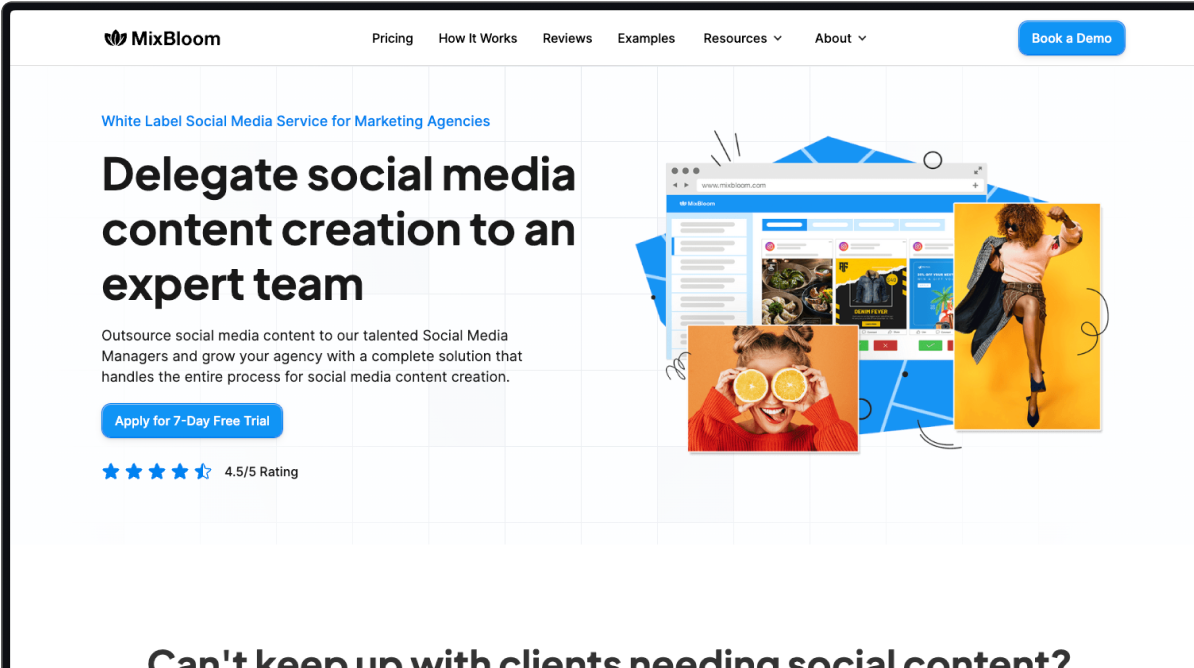 MixBloom
Pricing
How It Works
Reviews
Examples
Resources
About
Book a Demo
White Label Social Media Service for Marketing Agencies
Delegate social media
content creation to an
expert team
Outsource social media content to our talented Social Media
Managers and grow your agency with a complete solution that
handles the entire process for social media content creation.
Apply for 7-Day Free Trial
4.5/5 Rating
www.mixbloom.com
MixBloom
DENIM FEVER
Can't keep up with clients needing social content?